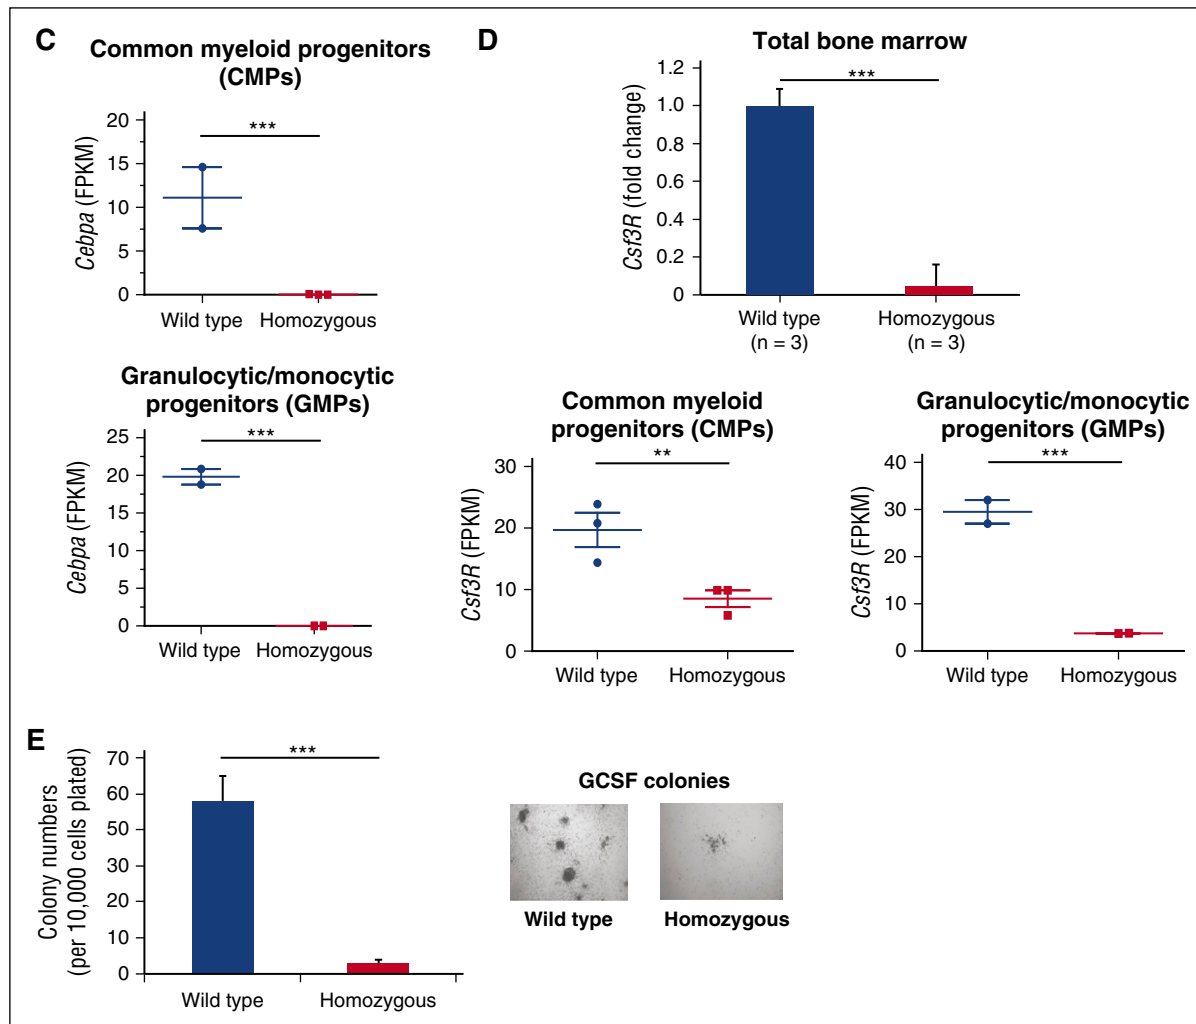 C
Common myeloid progenitors
(CMPs)
Cebpa (FPKM)
20
15
10
5
0
***
Wild type
Homozygous
Granulocytic/monocytic
progenitors (GMPs)
Cebpa (FPKM)
25
20
15
10
5
0
***
Wild type
Homozygous
D
Total bone marrow
Csf3R (fold change)
1.2
1.0
0.8
0.6
0.4
0.2
0
***
Wild type
(n = 3)
Homozygous
(n = 3)
Common myeloid
progenitors (CMPs)
Csf3R (FPKM)
30
20
10
0
**
Wild type
Homozygous
Granulocytic/monocytic
progenitors (GMPs)
Csf3R (FPKM)
40
30
20
10
0
***
Wild type
Homozygous
E
Colony numbers
(per 10,000 cells plated)
70
60
50
30
20
10
0
***
Wild type
Homozygous
GCSF colonies
Wild type
Homozygous